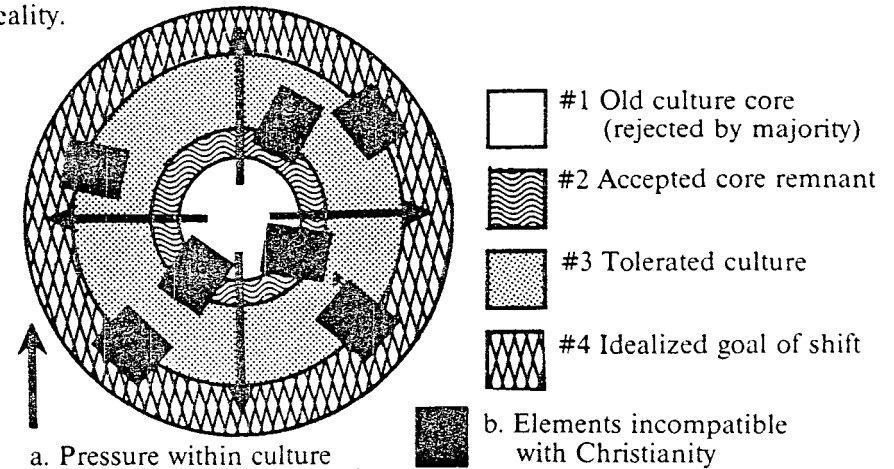 eality.
#1 Old culture core
(rejected by majority)
#2 Accepted core remnant
#3 Tolerated culture
#4 Idealized goal of shift
a. Pressure within culture
b. Elements incompatible
with Christianity